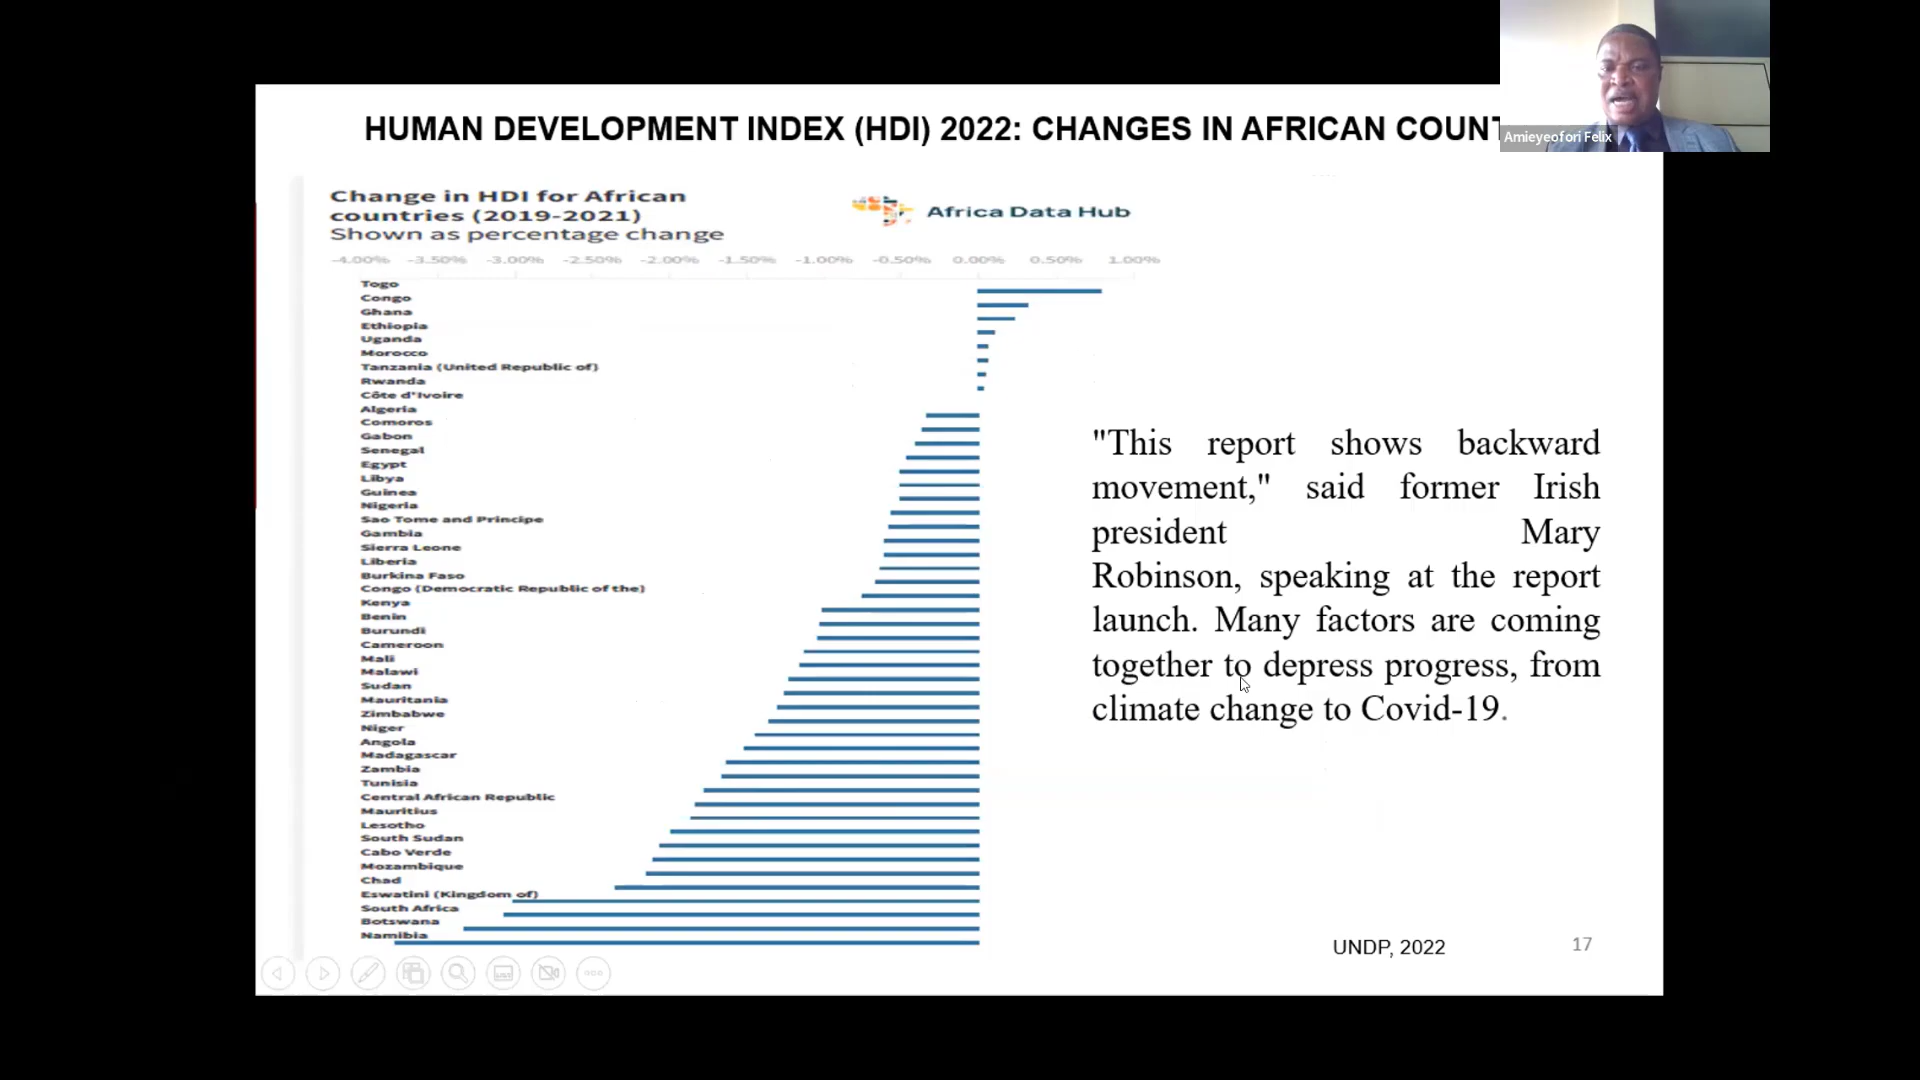 HUMAN DEVELOPMENT INDEX (HDI) 2022: CHANGES IN AFRICAN COUNT
Amieyeofori Felix
Change in HDI for African
countries (2019-2021)
Shown as percentage change
Africa Data Hub
-4.00% -3.50% -3.00% -2.50% -2.00% -1.50% -1.00% -0.50% 0.00% 0.50% 1.00%
Togo
Congo
Ghana
Ethiopia
Uganda
Morocco
Tanzania (United Republic of)
Rwanda
Côte d'Ivoire
Algeria
Comoros
Gabon
Senegal
Egypt
Libya
Guinea
Nigeria
Sao Tome and Principe
Gambia
Sierra Leone
Liberia
Burkina Faso
Congo (Democratic Republic of the)
Kenya
Benin
Burundi
Cameroon
Mali
Malawi
Sudan
Mauritania
Zimbabwe
Niger
Angola
Madagascar
Zambia
Tunisia
Central African Republic
Mauritius
Lesotho
South Sudan
Cabo Verde
Mozambique
Chad
Eswatini (Kingdom of)
South Africa
Botswana
Namibia
"This report shows backward
movement," said former Irish
president Mary
Robinson, speaking at the report
launch. Many factors are coming
together to depress progress, from
climate change to Covid-19.
UNDP, 2022
17